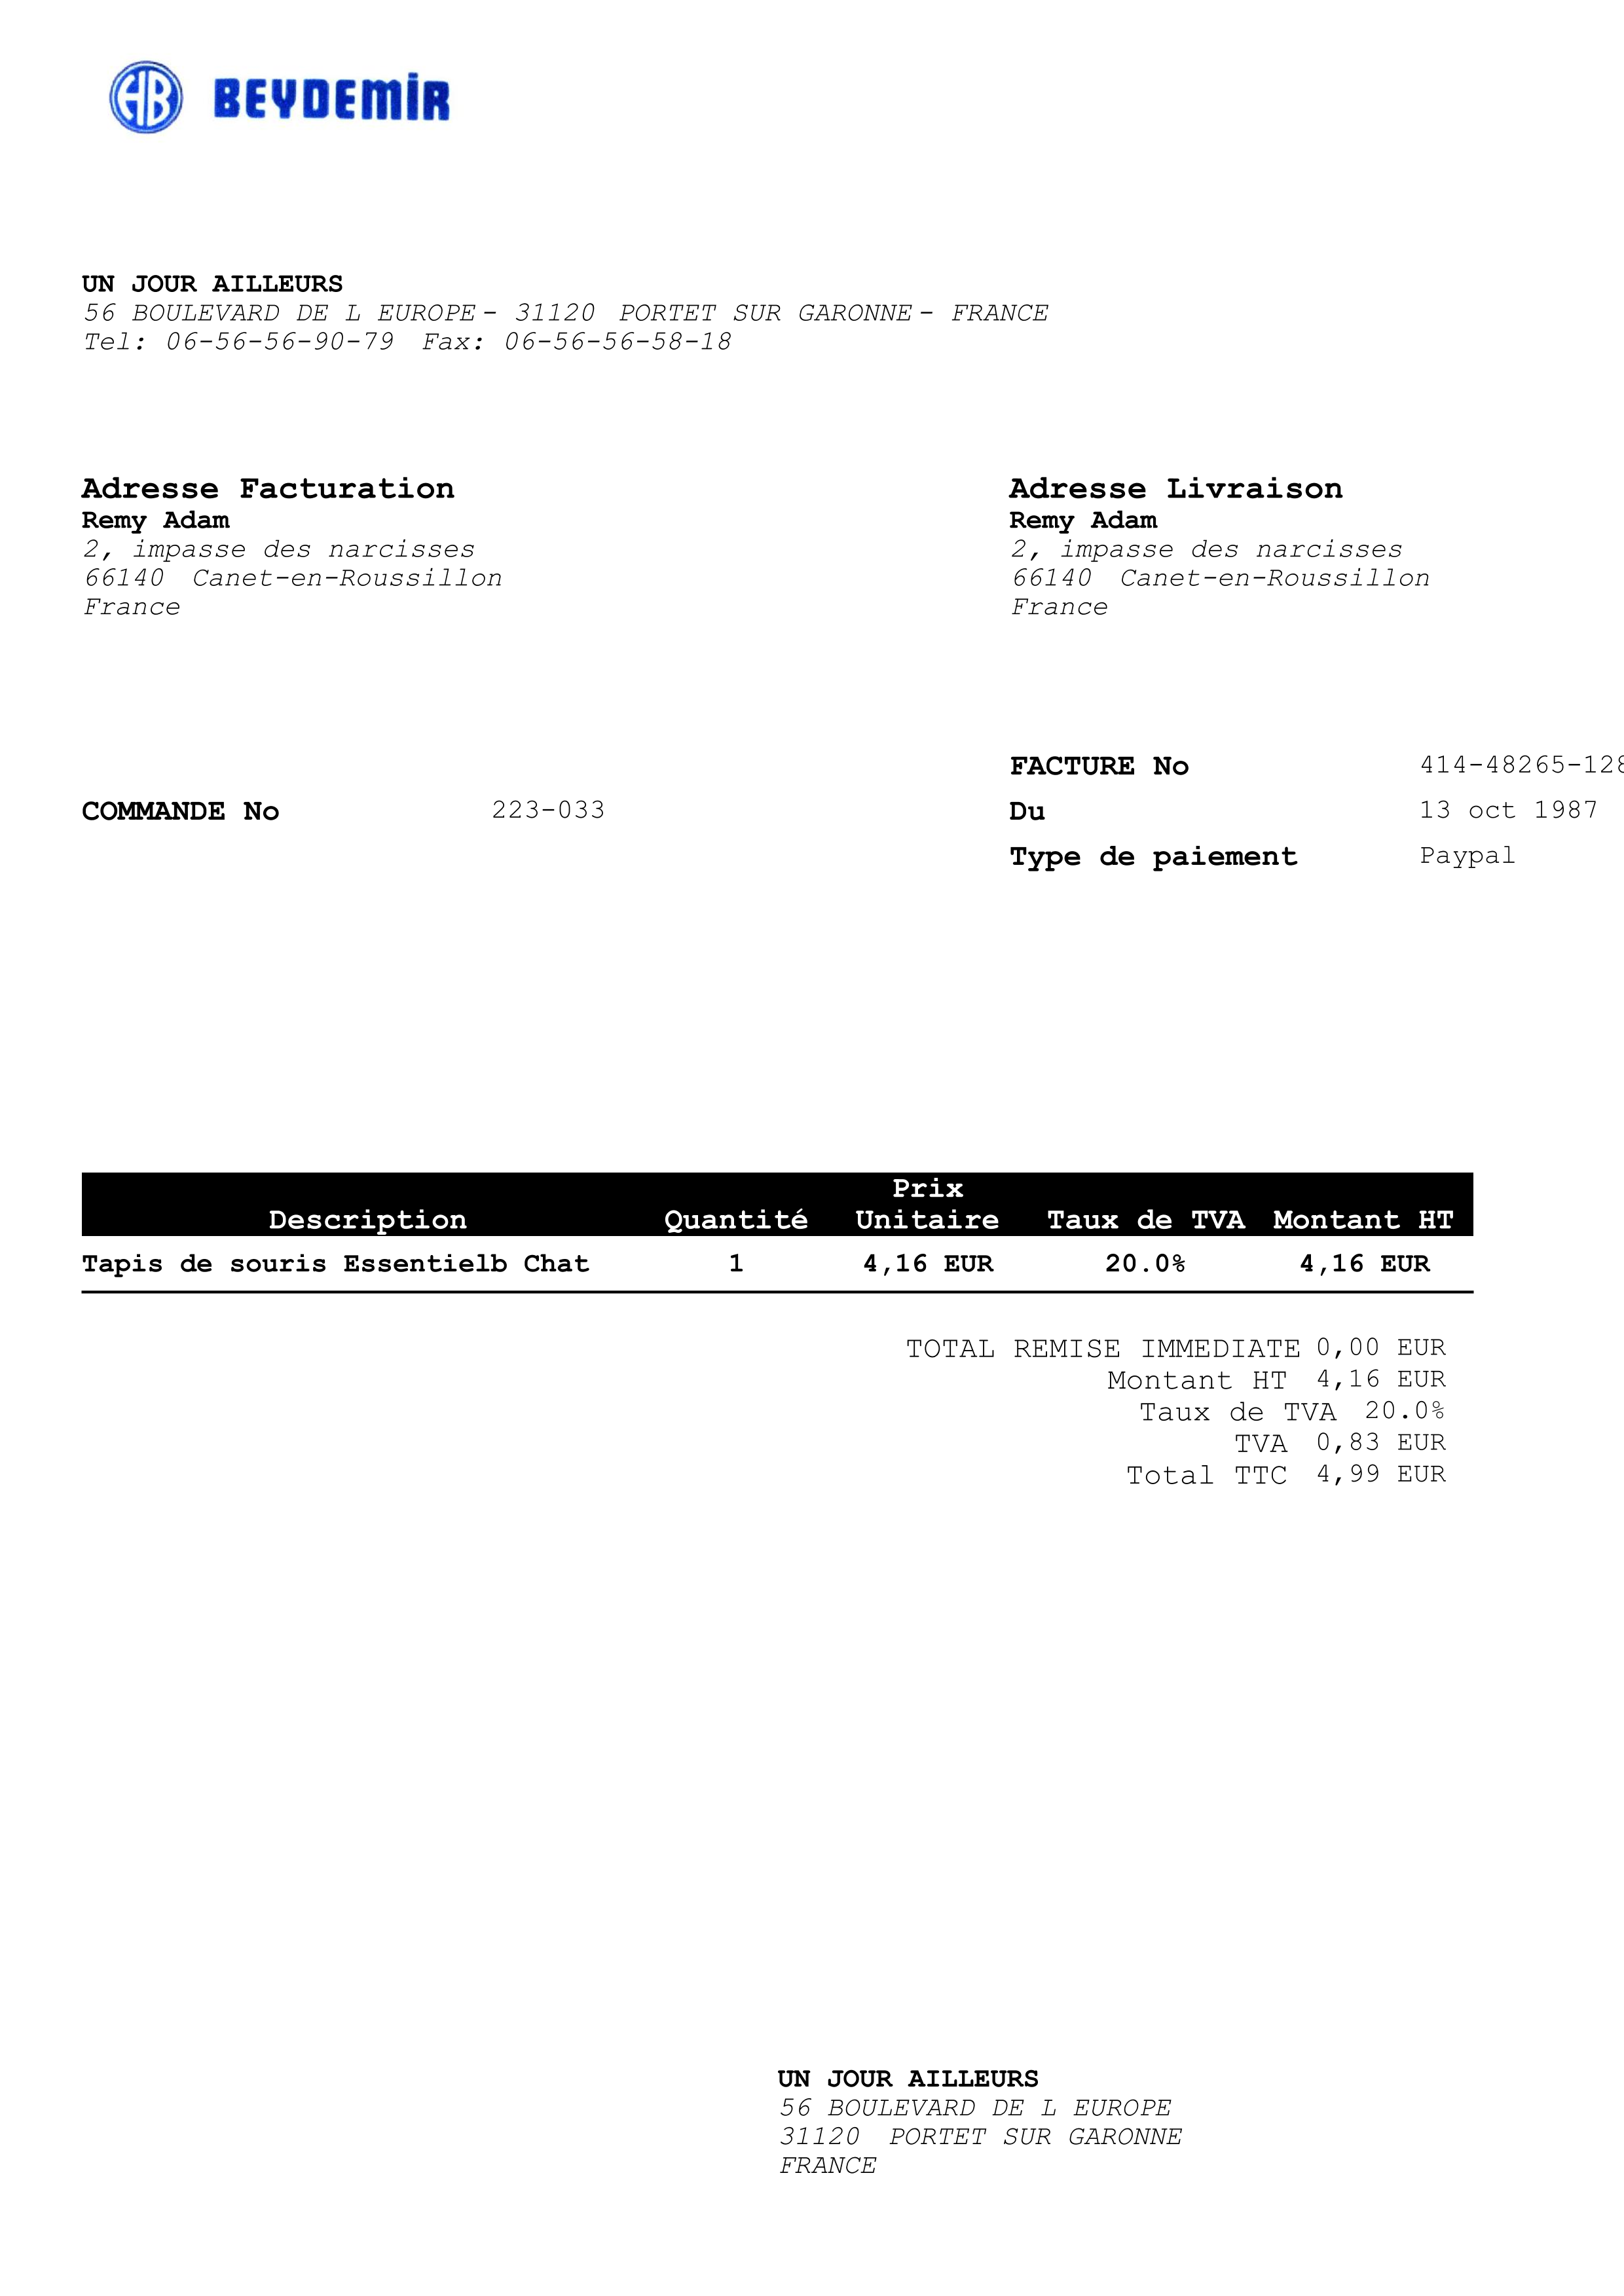 HB BEYDEMİR
UN JOUR AILLEURS
56 BOULEVARD DE L EUROPE - 31120 PORTET SUR GARONNE - FRANCE
Tel: 06-56-56-90-79 Fax: 06-56-56-58-18
Adresse Facturation
Remy Adam
2, impasse des narcisses
66140 Canet-en-Roussillon
France
Adresse Livraison
Remy Adam
2, impasse des narcisses
66140 Canet-en-Roussillon
France
FACTURE No 414-48265-128
COMMANDE No 223-033
Du 13 oct 1987
Type de paiement Paypal
Description Quantité Prix Unitaire Taux de TVA Montant HT
Tapis de souris Essentielb Chat 1 4,16 EUR 20.0% 4,16 EUR
TOTAL REMISE IMMEDIATE 0,00 EUR
Montant HT 4,16 EUR
Taux de TVA 20.0%
TVA 0,83 EUR
Total TTC 4,99 EUR
UN JOUR AILLEURS
56 BOULEVARD DE L EUROPE
31120 PORTET SUR GARONNE
FRANCE